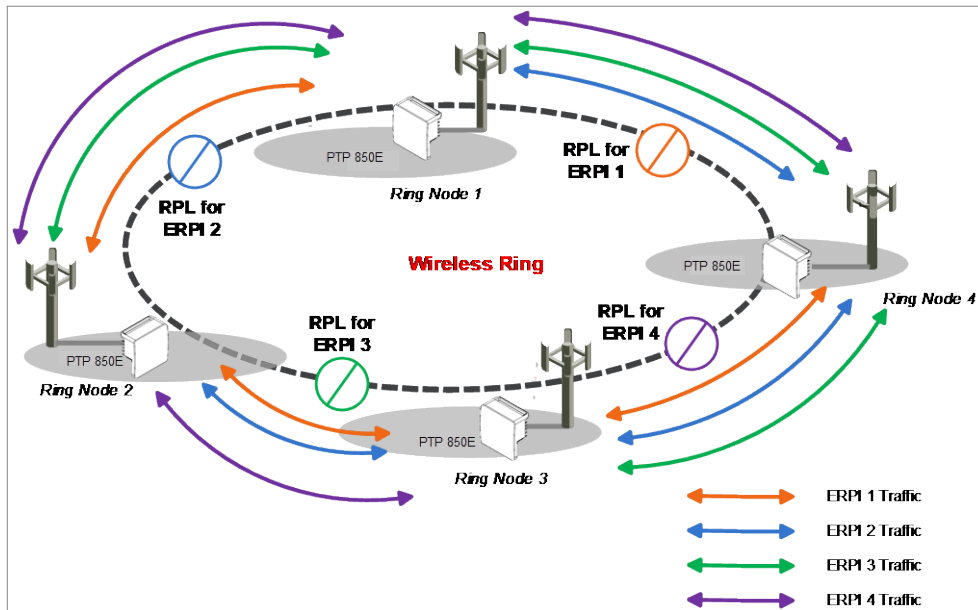 PTP 850E
Ring Node 1
RPL for
ERPI 1
RPL for
ERPI 2
Wireless Ring
PTP 850E
Ring Node 4
RPL for
ERPI 3
RPL for
ERPI 4
PTP 850E
Ring Node 2
PTP 850E
Ring Node 3
ERPI 1 Traffic
ERPI 2 Traffic
ERPI 3 Traffic
ERPI 4 Traffic